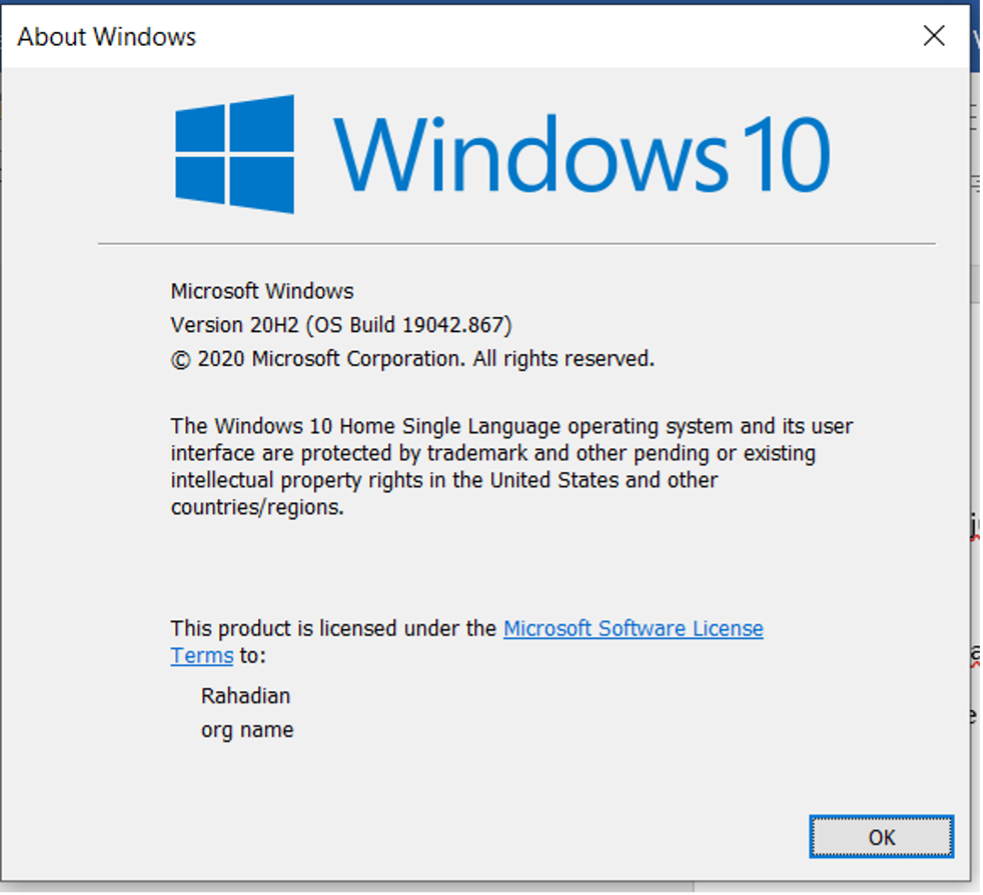 About Windows
Windows 10
Microsoft Windows
Version 20H2 (OS Build 19042.867)
© 2020 Microsoft Corporation. All rights reserved.
The Windows 10 Home Single Language operating system and its user
interface are protected by trademark and other pending or existing
intellectual property rights in the United States and other
countries/regions.
This product is licensed under the Microsoft Software License
Terms to:
Rahadian
org name
OK